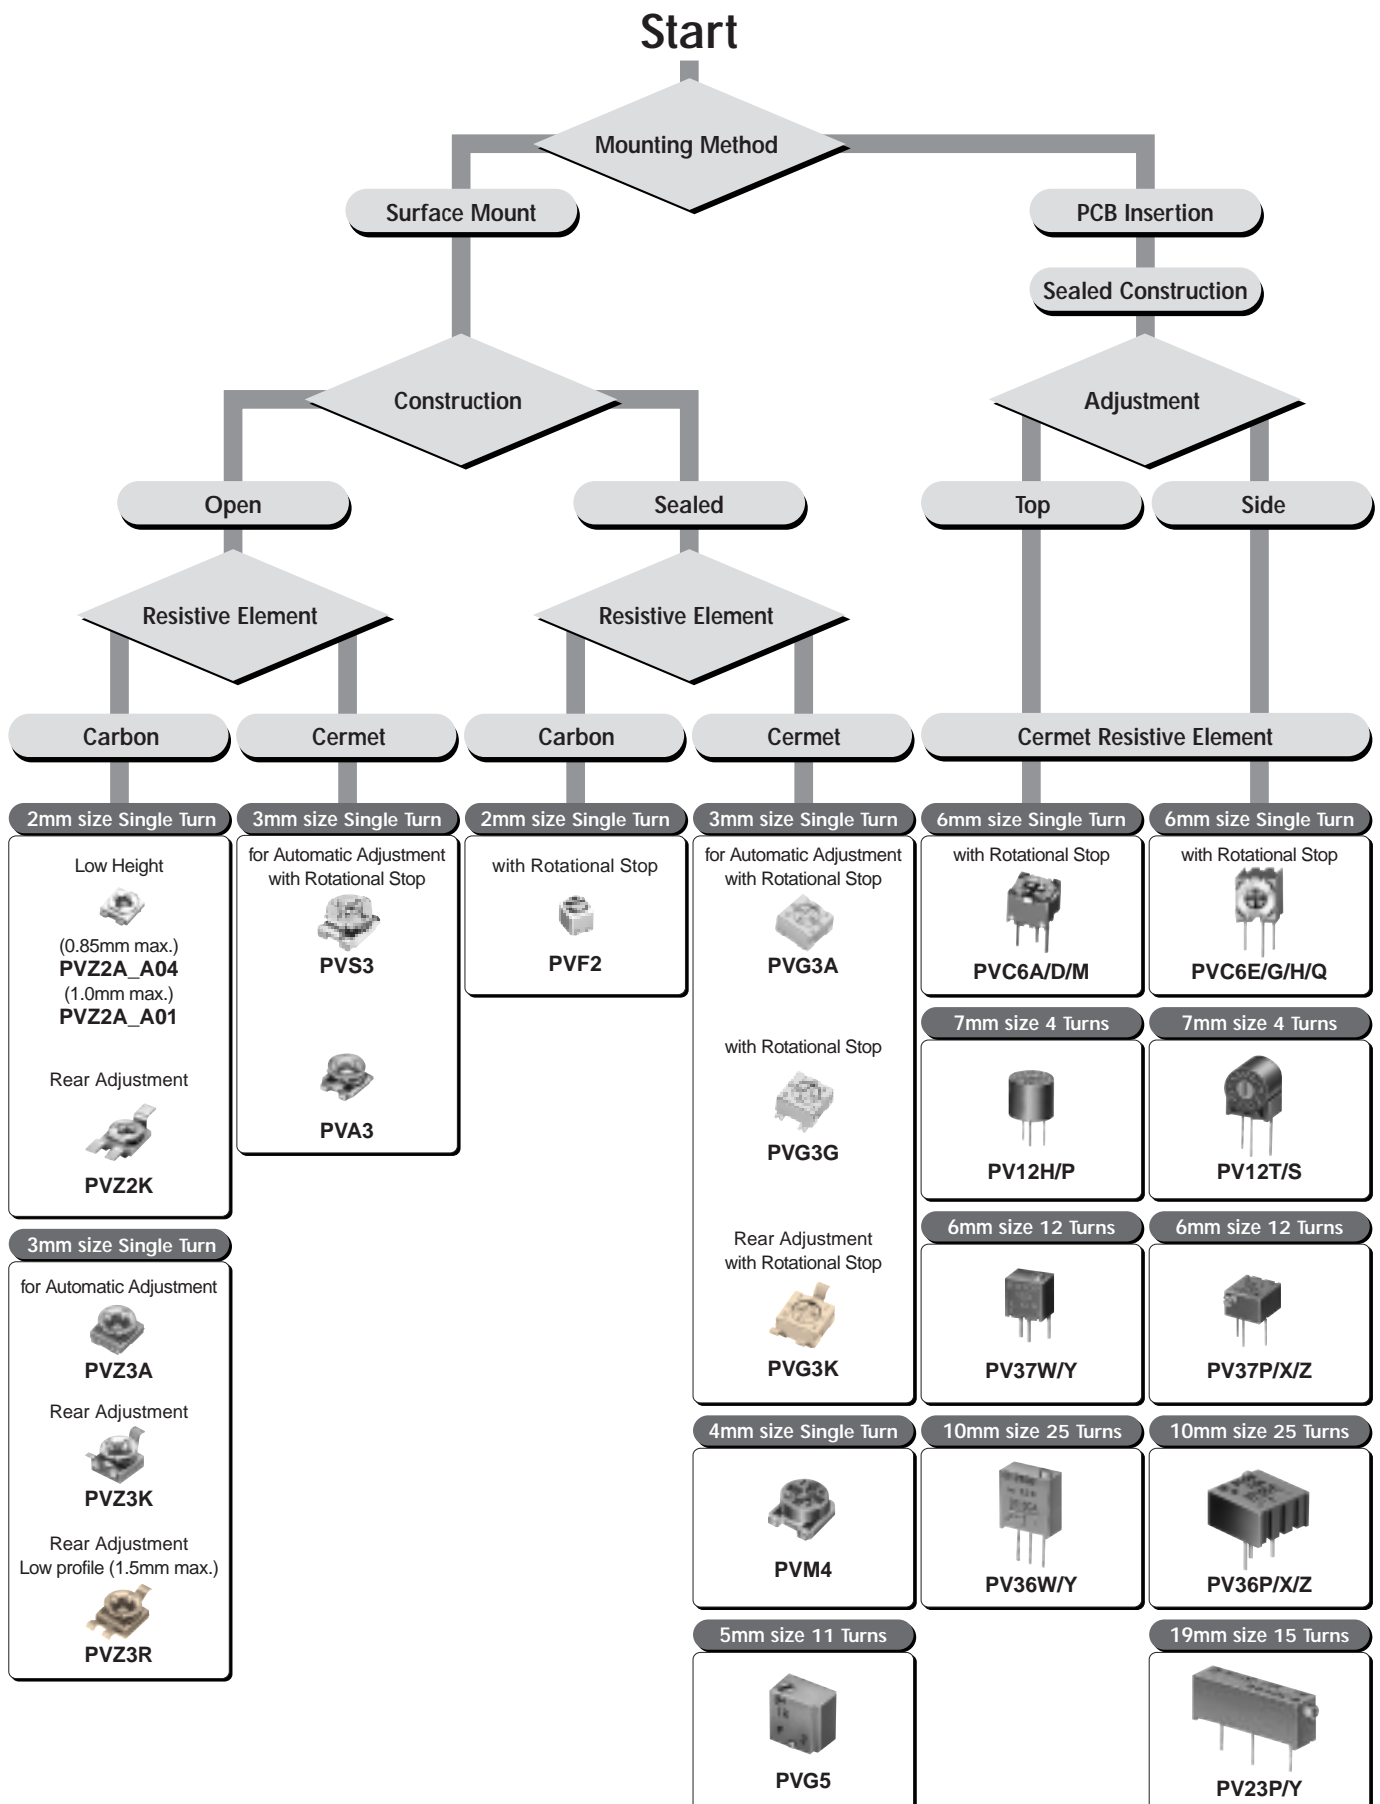 Start
Mounting Method
Surface Mount
PCB Insertion
Sealed Construction
Construction
Adjustment
Open
Sealed
Top
Side
Resistive Element
Resistive Element
Carbon
Cermet
Carbon
Cermet
Cermet Resistive Element
2mm size Single Turn
Low Height
(0.85mm max.)
PVZ2A_A04
(1.0mm max.)
PVZ2A_A01
Rear Adjustment
PVZ2K
3mm size Single Turn
for Automatic Adjustment
PVZ3A
Rear Adjustment
PVZ3K
Rear Adjustment
Low profile (1.5mm max.)
PVZ3R
3mm size Single Turn
for Automatic Adjustment
with Rotational Stop
PVS3
PVA3
2mm size Single Turn
with Rotational Stop
PVF2
3mm size Single Turn
for Automatic Adjustment
with Rotational Stop
PVG3A
with Rotational Stop
PVG3G
Rear Adjustment
with Rotational Stop
PVG3K
4mm size Single Turn
PVM4
5mm size 11 Turns
PVG5
6mm size Single Turn
with Rotational Stop
PVC6A/D/M
7mm size 4 Turns
PV12H/P
6mm size 12 Turns
PV37W/Y
10mm size 25 Turns
PV36W/Y
6mm size Single Turn
with Rotational Stop
PVC6E/G/H/Q
7mm size 4 Turns
PV12T/S
6mm size 12 Turns
PV37P/X/Z
10mm size 25 Turns
PV36P/X/Z
19mm size 15 Turns
PV23P/Y